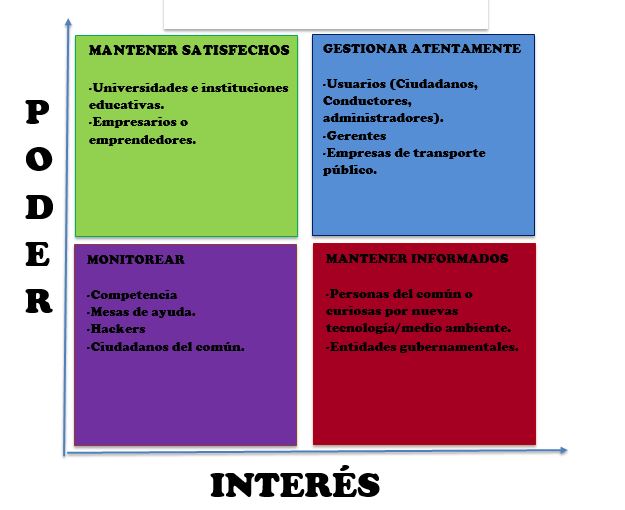 PODER
MANTENER SATISFECHOS
-Universidades e instituciones
educativas.
-Empresarios o
emprendedores.
GESTIONAR ATENTAMENTE
-Usuarios (Ciudadanos,
Conductores,
administradores).
-Gerentes
-Empresas de transporte
público.
MONITOREAR
-Competencia
-Mesas de ayuda.
-Hackers
-Ciudadanos del común.
MANTENER INFORMADOS
-Personas del común o
curiosas por nuevas
tecnología/medio ambiente.
-Entidades gubernamentales.
INTERÉS